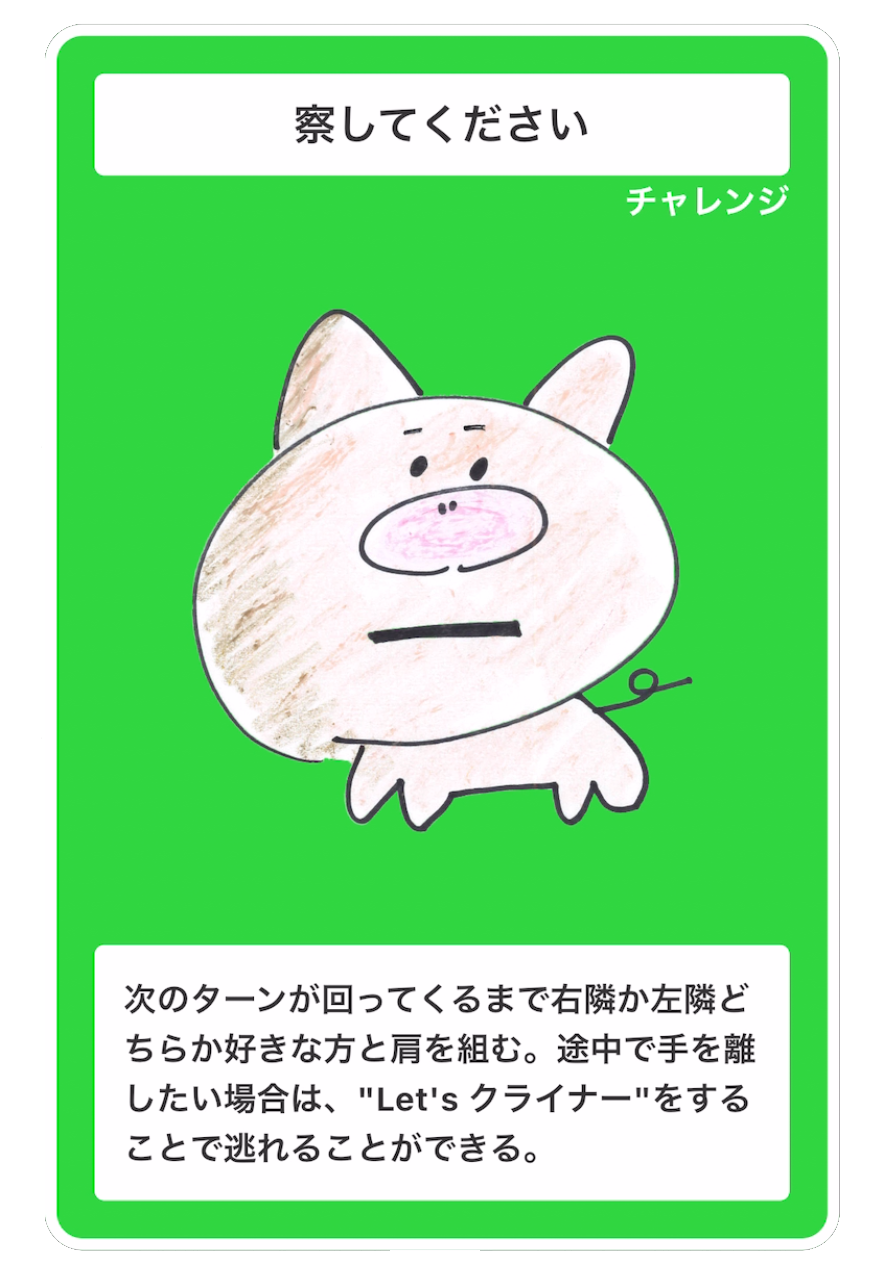 察してください
チャレンジ
次のターンが回ってくるまで右隣か左隣ど
ちらか好きな方と肩を組む。途中で手を離
したい場合は、"Let's クライナー"をする
ことで逃れることができる。